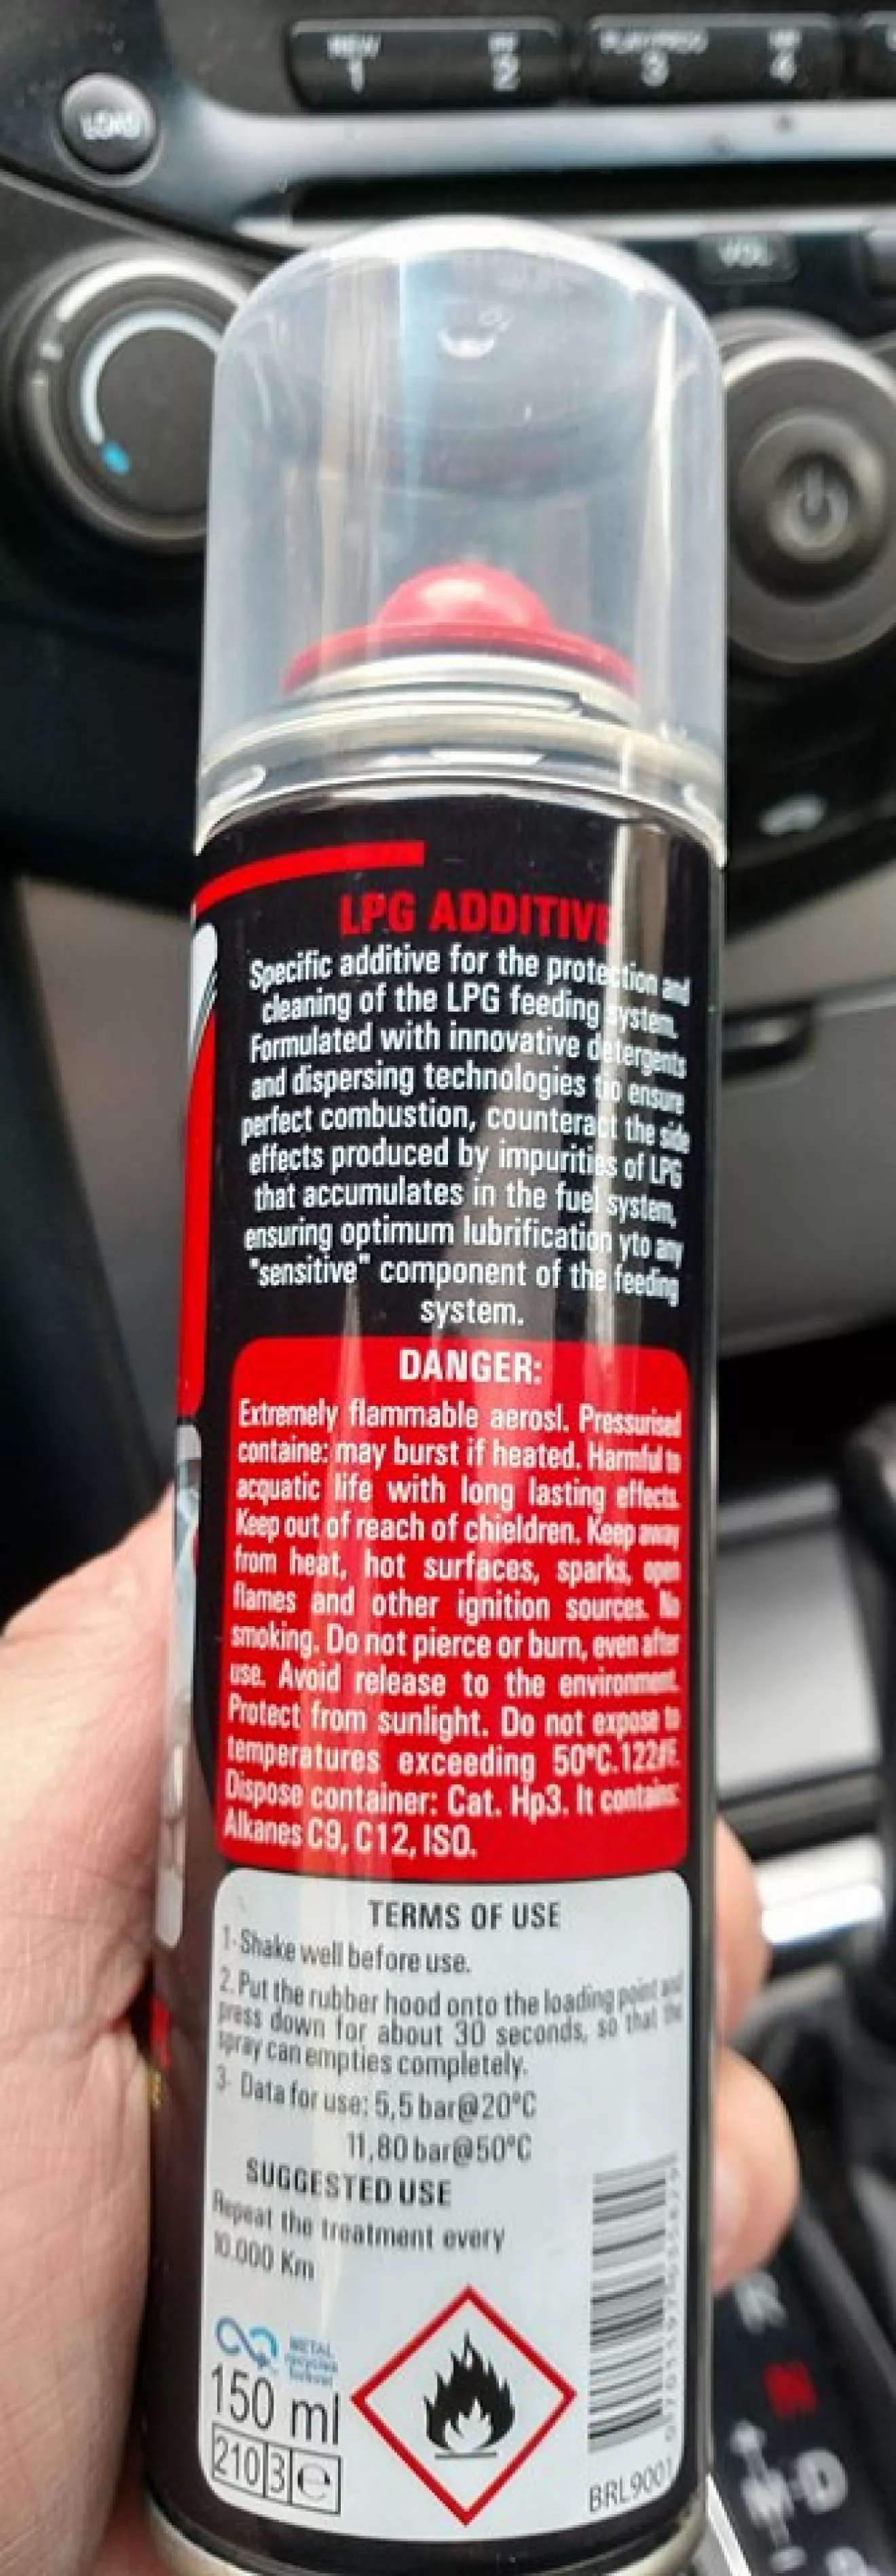 1
2
3
4
LOAD
VOL
LPG ADDITIVE
Specific additive for the protection and
cleaning of the LPG feeding system.
Formulated with innovative detergents
and dispersing technologies tio ensure
perfect combustion, counteract the side
effects produced by impurities of LPG
that accumulates in the fuel system,
ensuring optimum lubrification yto any
"sensitive" component of the feeding
system.
DANGER:
Extremely flammable aerosl. Pressurised
containe: may burst if heated. Harmful to
acquatic life with long lasting effects.
Keep out of reach of chieldren. Keep away
from heat, hot surfaces, sparks, open
flames and other ignition sources. No
smoking. Do not pierce or burn, even after
use. Avoid release to the environment.
Protect from sunlight. Do not expose to
temperatures exceeding 50°C.122#F.
Dispose container: Cat. Hp3. It contains:
Alkanes C9, C12, ISO.
TERMS OF USE
1- Shake well before use.
2. Put the rubber hood onto the loading point and
press down for about 30 seconds, so that the
spray can empties completely.
3- Data for use: 5,5 bar@20°C
11,80 bar@50°C
SUGGESTED USE
Repeat the treatment every
10.000 Km
METAL
recycles
forever
150 ml
210 3 e
BRL9001
R
N
D
M